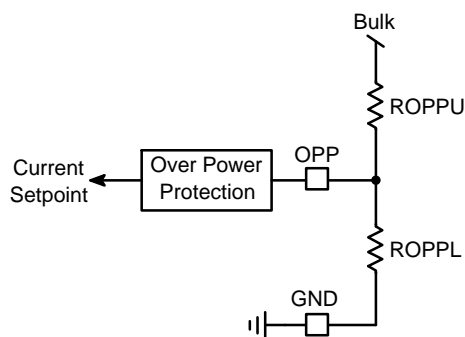 Bulk
ROPPU
OPP
Over Power
Protection
Current
Setpoint
ROPPL
GND